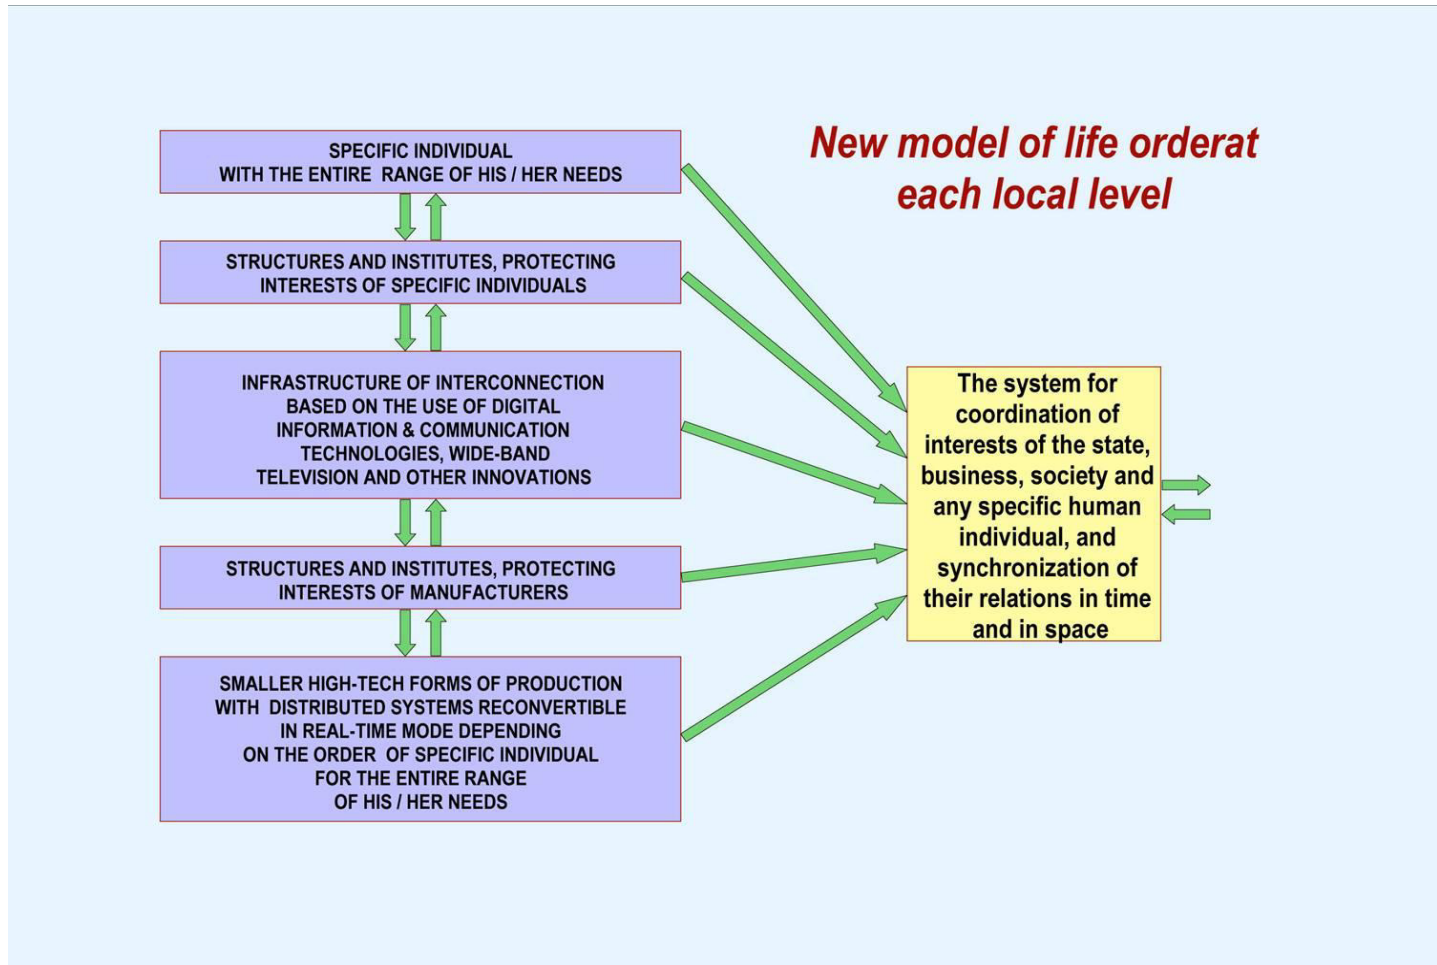 New model of life orderat
each local level
SPECIFIC INDIVIDUAL
WITH THE ENTIRE RANGE OF HIS / HER NEEDS
STRUCTURES AND INSTITUTES, PROTECTING
INTERESTS OF SPECIFIC INDIVIDUALS
INFRASTRUCTURE OF INTERCONNECTION
BASED ON THE USE OF DIGITAL
INFORMATION & COMMUNICATION
TECHNOLOGIES, WIDE-BAND
TELEVISION AND OTHER INNOVATIONS
STRUCTURES AND INSTITUTES, PROTECTING
INTERESTS OF MANUFACTURERS
SMALLER HIGH-TECH FORMS OF PRODUCTION
WITH DISTRIBUTED SYSTEMS RECONVERTIBLE
IN REAL-TIME MODE DEPENDING
ON THE ORDER OF SPECIFIC INDIVIDUAL
FOR THE ENTIRE RANGE
OF HIS / HER NEEDS
The system for
coordination of
interests of the state,
business, society and
any specific human
individual, and
synchronization of
their relations in time
and in space